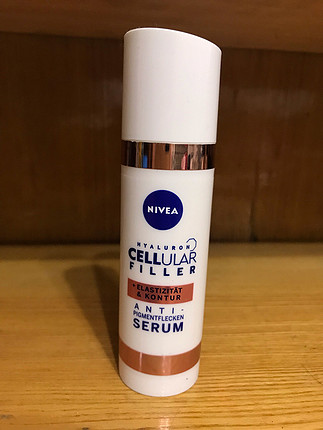 NIVEA
HYALURON
CELLULAR
FILLER
+ ELASTIZITÄT
& KONTUR
ANTI-
PIGMENTFLECKEN
SERUM